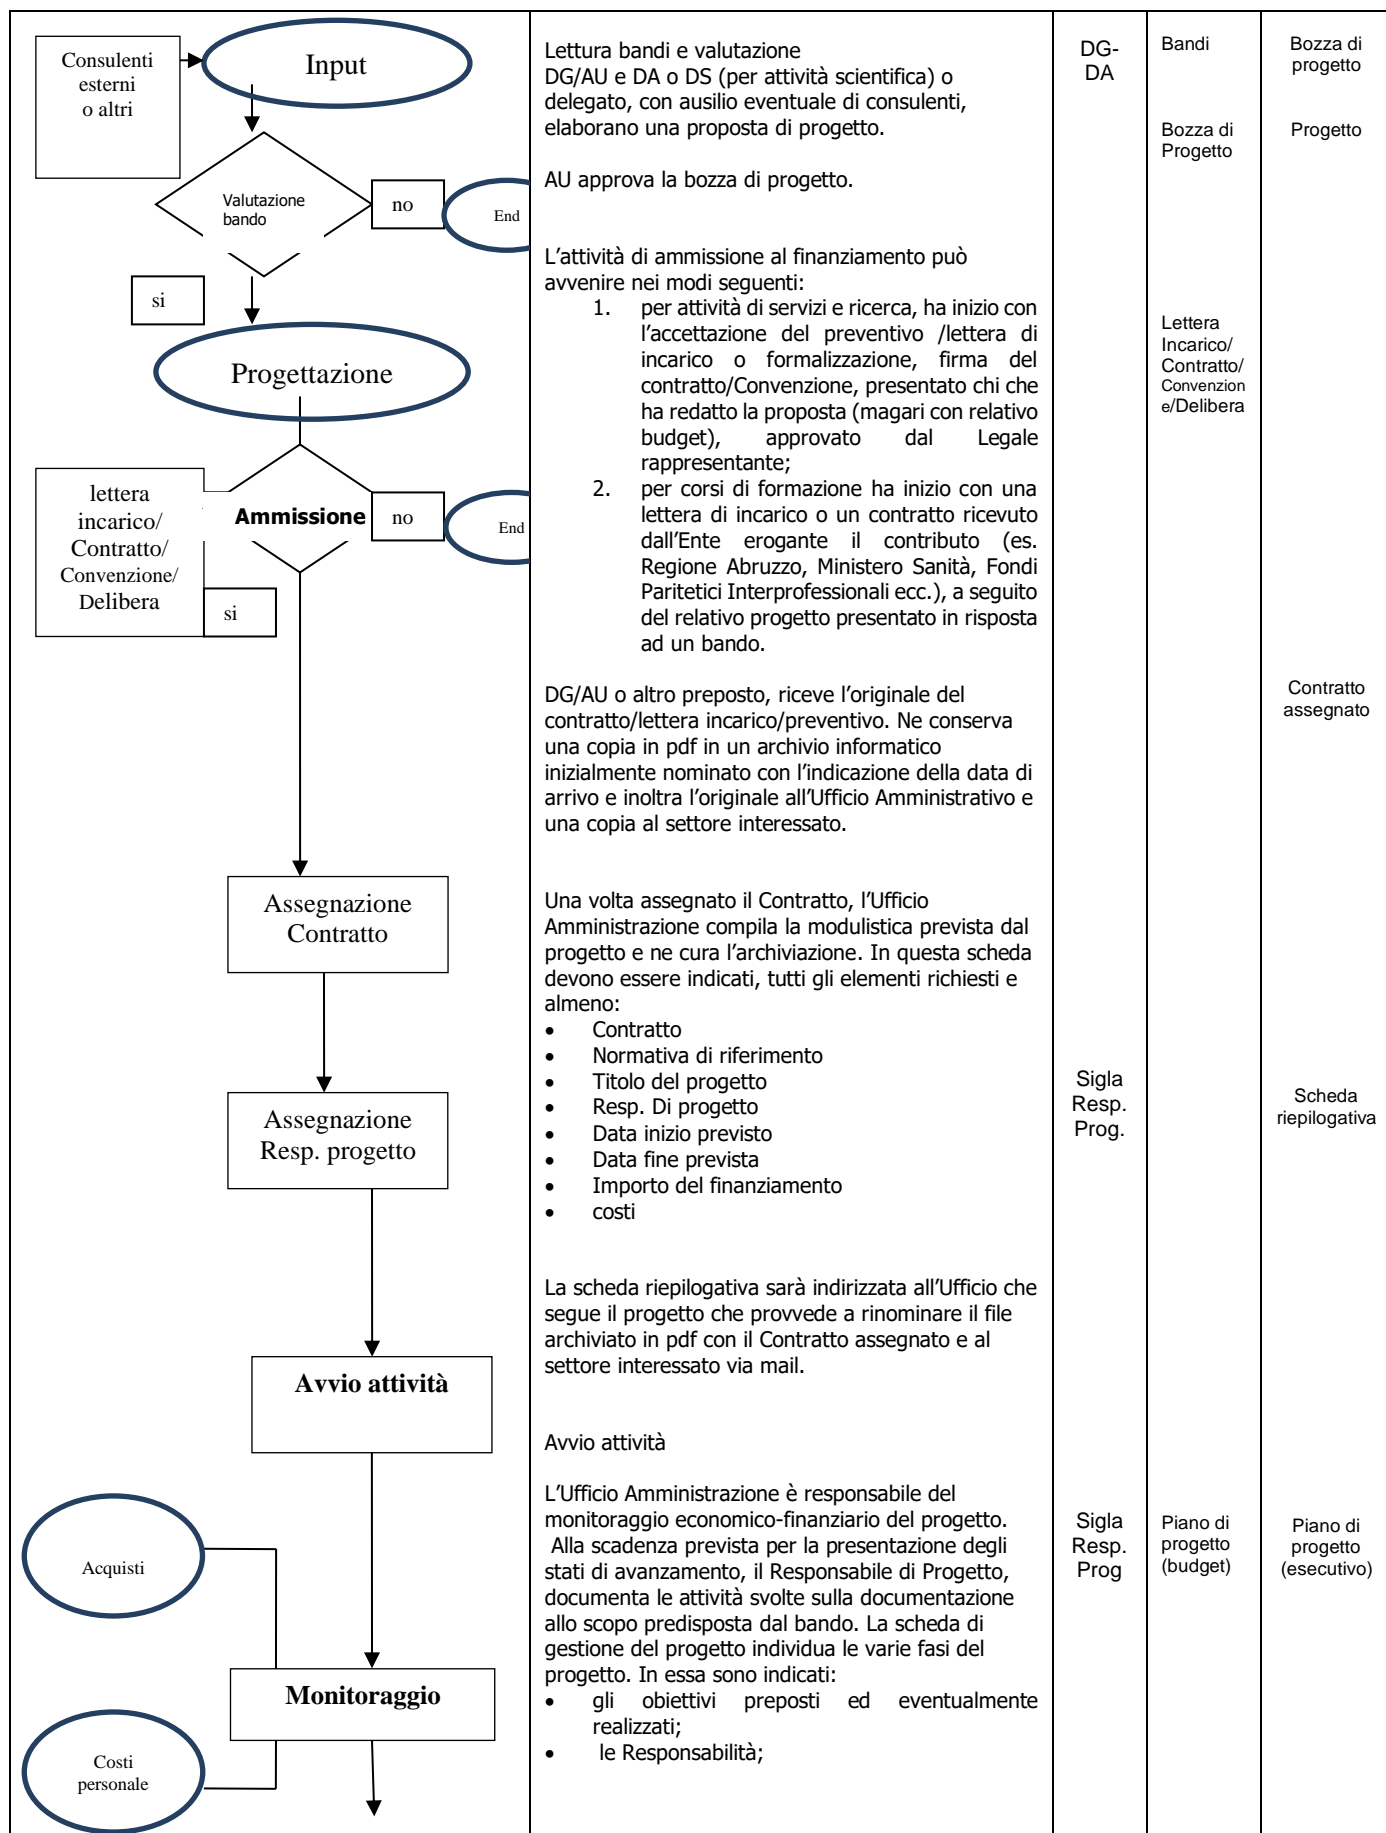 Consulenti
esterni
o altri
Input
Valutazione
bando
no
End
si
Progettazione
lettera
incarico/
Contratto/
Convenzione/
Delibera
Ammissione
no
End
si
Assegnazione
Contratto
Assegnazione
Resp. progetto
Avvio attività
Acquisti
Monitoraggio
Costi
personale
Lettura bandi e valutazione
DG/AU e DA o DS (per attività scientifica) o
delegato, con ausilio eventuale di consulenti,
elaborano una proposta di progetto.
AU approva la bozza di progetto.
L'attività di ammissione al finanziamento può
avvenire nei modi seguenti:
1. per attività di servizi e ricerca, ha inizio con
l'accettazione del preventivo /lettera di
incarico o formalizzazione, firma del
contratto/Convenzione, presentato chi che
ha redatto la proposta (magari con relativo
budget), approvato dal Legale
rappresentante;
2. per corsi di formazione ha inizio con una
lettera di incarico o un contratto ricevuto
dall'Ente erogante il contributo (es.
Regione Abruzzo, Ministero Sanità, Fondi
Paritetici Interprofessionali ecc.), a seguito
del relativo progetto presentato in risposta
ad un bando.
DG/AU o altro preposto, riceve l'originale del
contratto/lettera incarico/preventivo. Ne conserva
una copia in pdf in un archivio informatico
inizialmente nominato con l'indicazione della data di
arrivo e inoltra l'originale all'Ufficio Amministrativo e
una copia al settore interessato.
Una volta assegnato il Contratto, l'Ufficio
Amministrazione compila la modulistica prevista dal
progetto e ne cura l'archiviazione. In questa scheda
devono essere indicati, tutti gli elementi richiesti e
almeno:
• Contratto
• Normativa di riferimento
• Titolo del progetto
• Resp. Di progetto
• Data inizio previsto
• Data fine prevista
• Importo del finanziamento
• costi
La scheda riepilogativa sarà indirizzata all'Ufficio che
segue il progetto che provvede a rinominare il file
archiviato in pdf con il Contratto assegnato e al
settore interessato via mail.
Avvio attività
L'Ufficio Amministrazione è responsabile del
monitoraggio economico-finanziario del progetto.
Alla scadenza prevista per la presentazione degli
stati di avanzamento, il Responsabile di Progetto,
documenta le attività svolte sulla documentazione
allo scopo predisposta dal bando. La scheda di
gestione del progetto individua le varie fasi del
progetto. In essa sono indicati:
• gli obiettivi preposti ed eventualmente
realizzati;
• le Responsabilità;
DG-
DA
Sigla
Resp.
Prog.
Sigla
Resp.
Prog
Bandi
Bozza di
Progetto
Lettera
Incarico/
Contratto/
Convenzion
e/Delibera
Piano di
progetto
(budget)
Bozza di
progetto
Progetto
Contratto
assegnato
Scheda
riepilogativa
Piano di
progetto
(esecutivo)